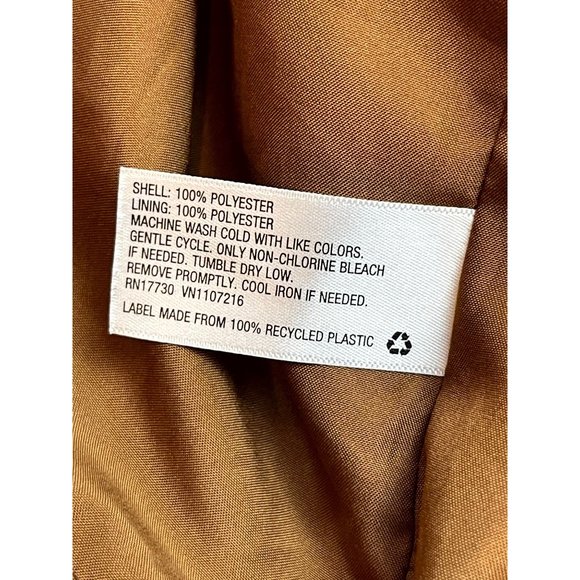 SHELL: 100% POLYESTER
LINING: 100% POLYESTER
MACHINE WASH COLD WITH LIKE COLORS.
GENTLE CYCLE. ONLY NON-CHLORINE BLEACH
IF NEEDED. TUMBLE DRY LOW.
REMOVE PROMPTLY. COOL IRON IF NEEDED.
RN17730 VN1107216
LABEL MADE FROM 100% RECYCLED PLASTIC